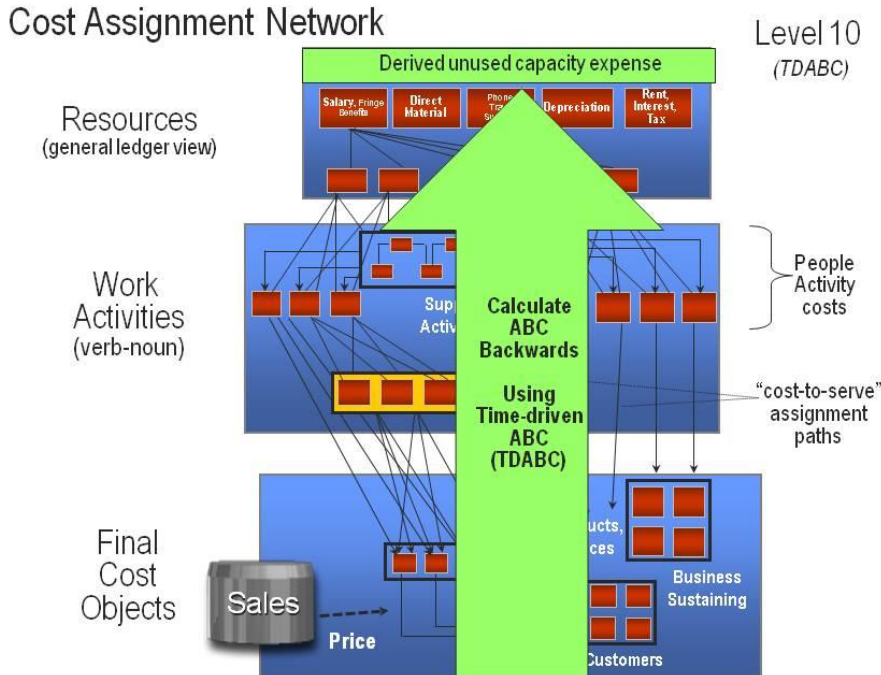 Cost Assignment Network
Level 10
(TDABC)
Derived unused capacity expense
Resources
(general ledger view)
Salary, Fringe
Benefits
Direct
Material
Phone
Depreciation
Rent,
Interest,
Tax
Work
Activities
(verb-noun)
People
Activity
costs
Calculate
ABC
Backwards
Using
Time-driven
ABC
(TDABC)
"cost-to-serve"
assignment
paths
Final
Cost
Objects
Sales
Price
Business
Sustaining
Customers